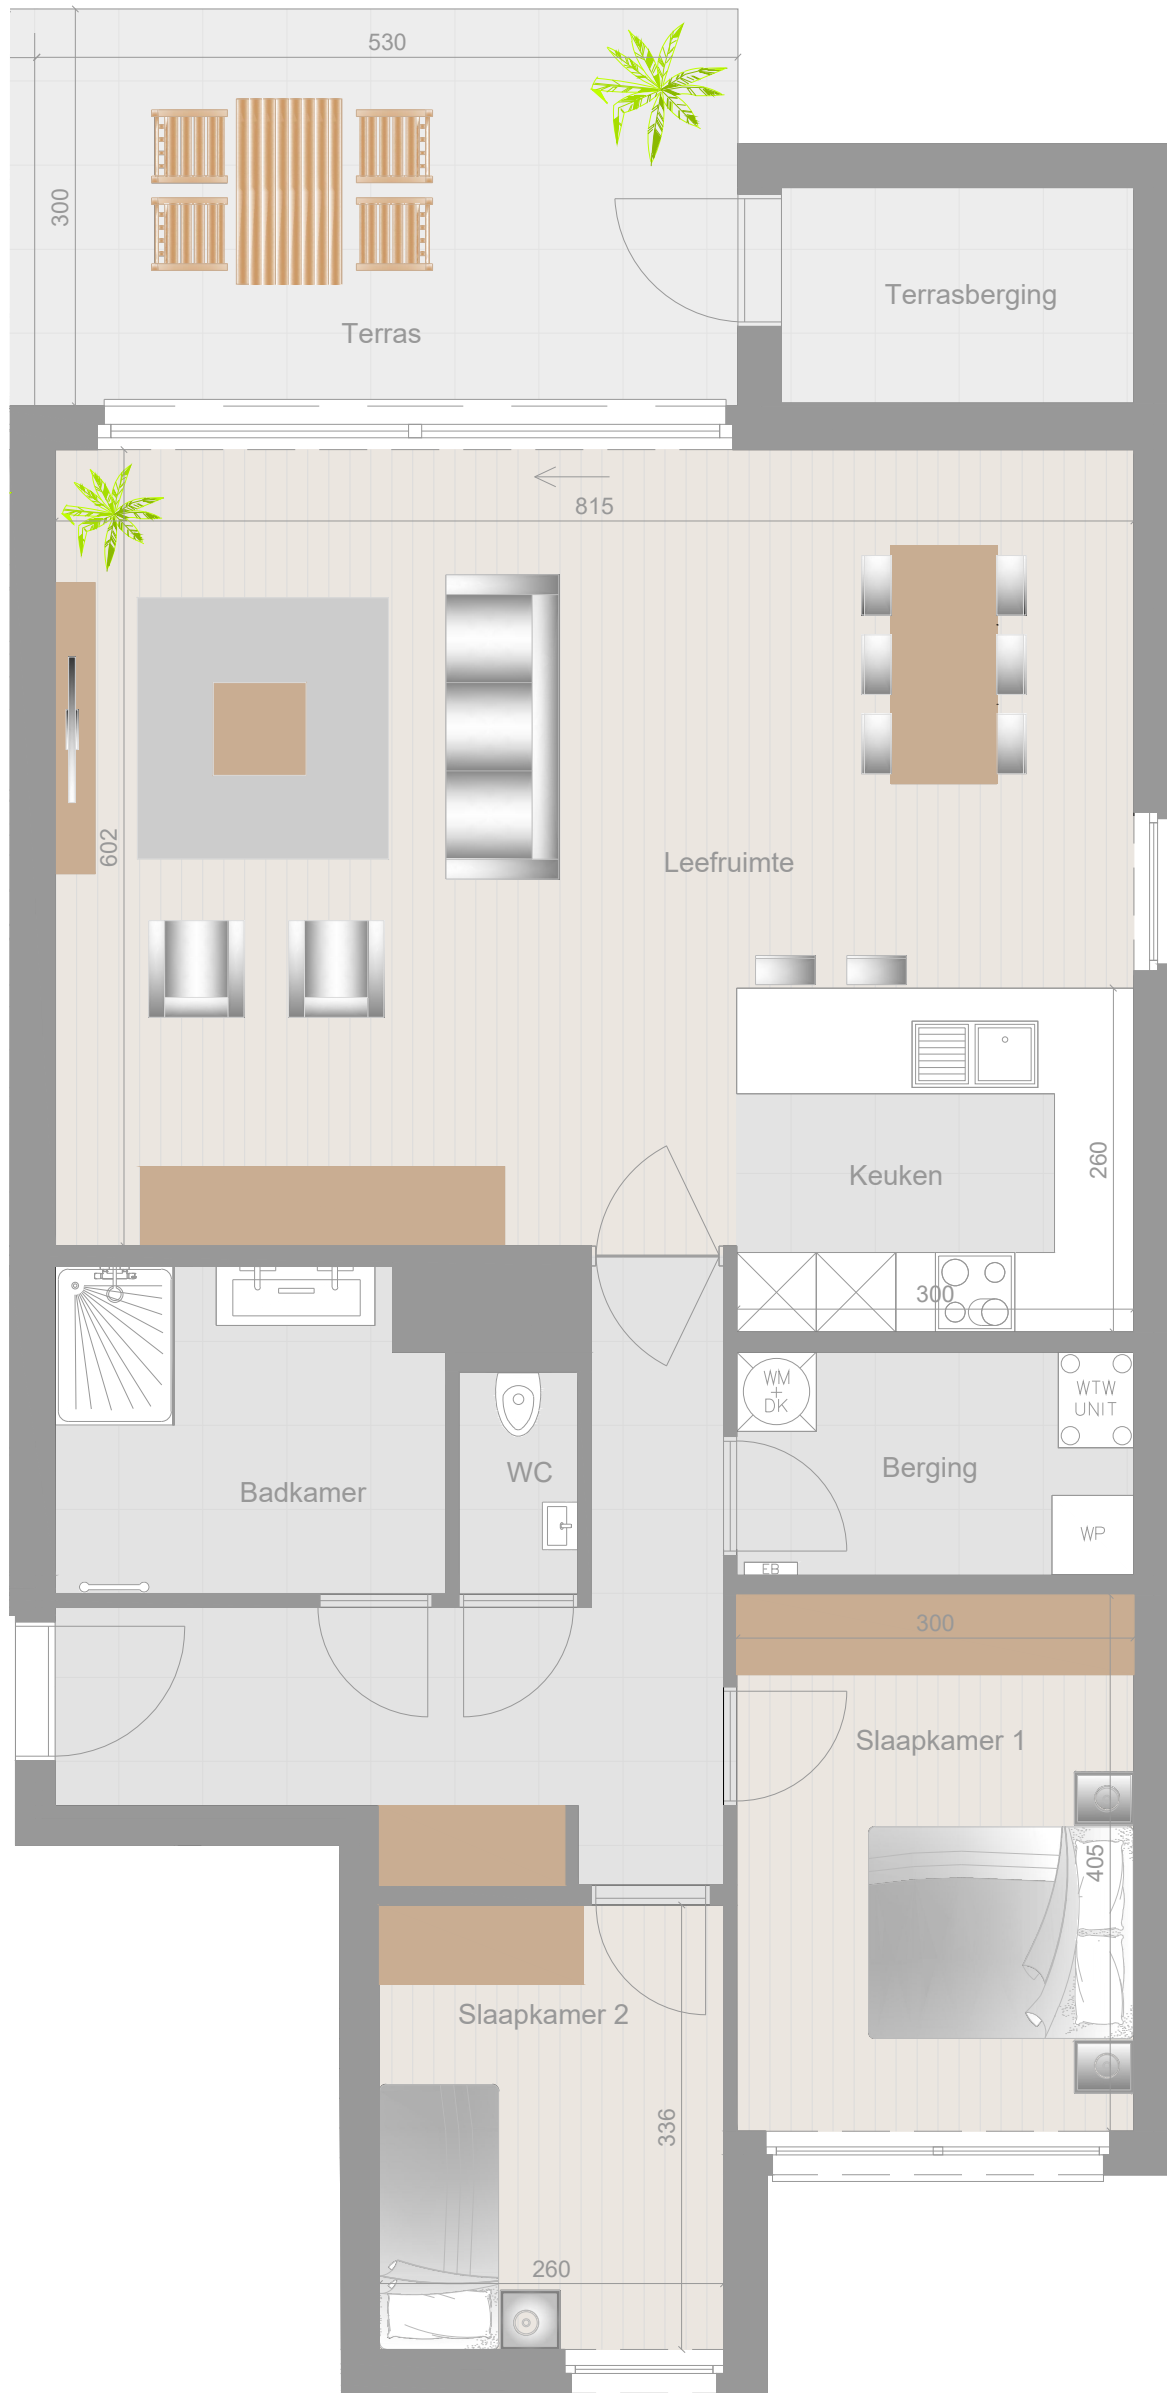 530
300
Terrasberging
Terras
815
602
Leefruimte
Keuken
260
300
WM
+
DK
WTW
UNIT
Berging
WC
Badkamer
WP
EB
300
Slaapkamer 1
405
Slaapkamer 2
336
260